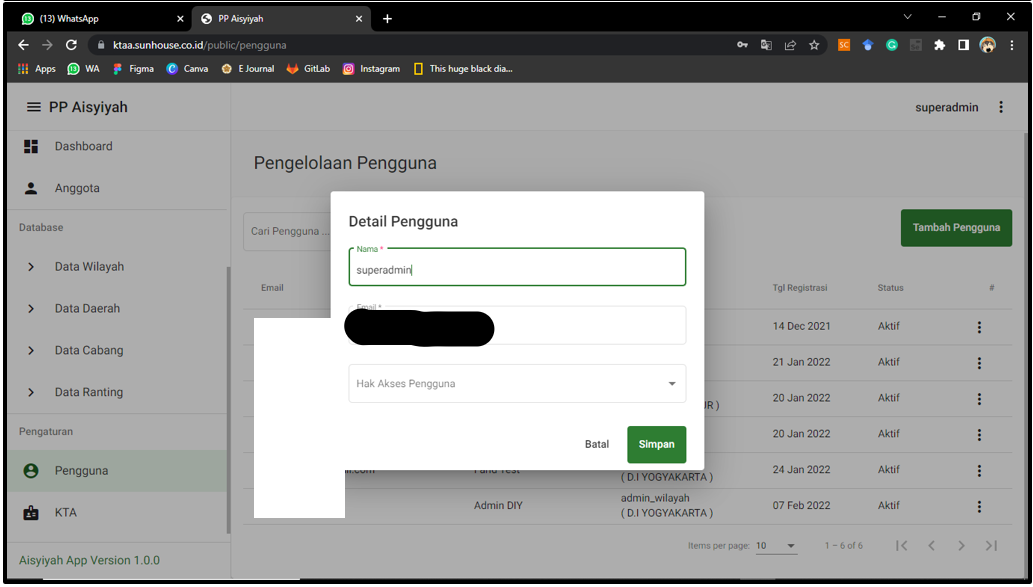 (13) WhatsApp
PP Aisyiyah
ktaa.sunhouse.co.id/public/pengguna
Apps
WA
Figma
Canva
E Journal
GitLab
Instagram
This huge black dia...
PP Aisyiyah
superadmin
Dashboard
Anggota
Database
Data Wilayah
Data Daerah
Data Cabang
Data Ranting
Pengaturan
Pengguna
KTA
Aisyiyah App Version 1.0.0
Pengelolaan Pengguna
Cari Pengguna ...
Tambah Pengguna
Email
Tgl Registrasi
Status
#
14 Dec 2021
Aktif
21 Jan 2022
Aktif
20 Jan 2022
Aktif
20 Jan 2022
Aktif
( D.I YOGYAKARTA )
24 Jan 2022
Aktif
Admin DIY
admin_wilayah
( D.I YOGYAKARTA )
07 Feb 2022
Aktif
Items per page:
10
1 – 6 of 6
Detail Pengguna
Nama *
superadmin
Email *
Hak Akses Pengguna
Batal
Simpan